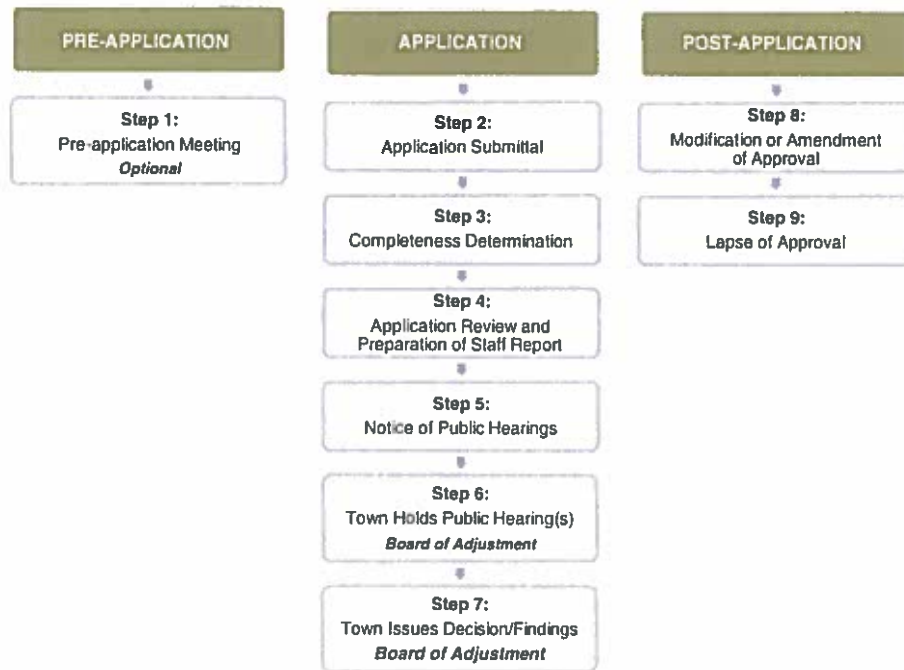 PRE-APPLICATION
Step 1:
Pre-application Meeting
Optional
APPLICATION
Step 2:
Application Submittal
Step 3:
Completeness Determination
Step 4:
Application Review and
Preparation of Staff Report
Step 5:
Notice of Public Hearings
Step 6:
Town Holds Public Hearing(s)
Board of Adjustment
Step 7:
Town Issues Decision/Findings
Board of Adjustment
POST-APPLICATION
Step 8:
Modification or Amendment
of Approval
Step 9:
Lapse of Approval